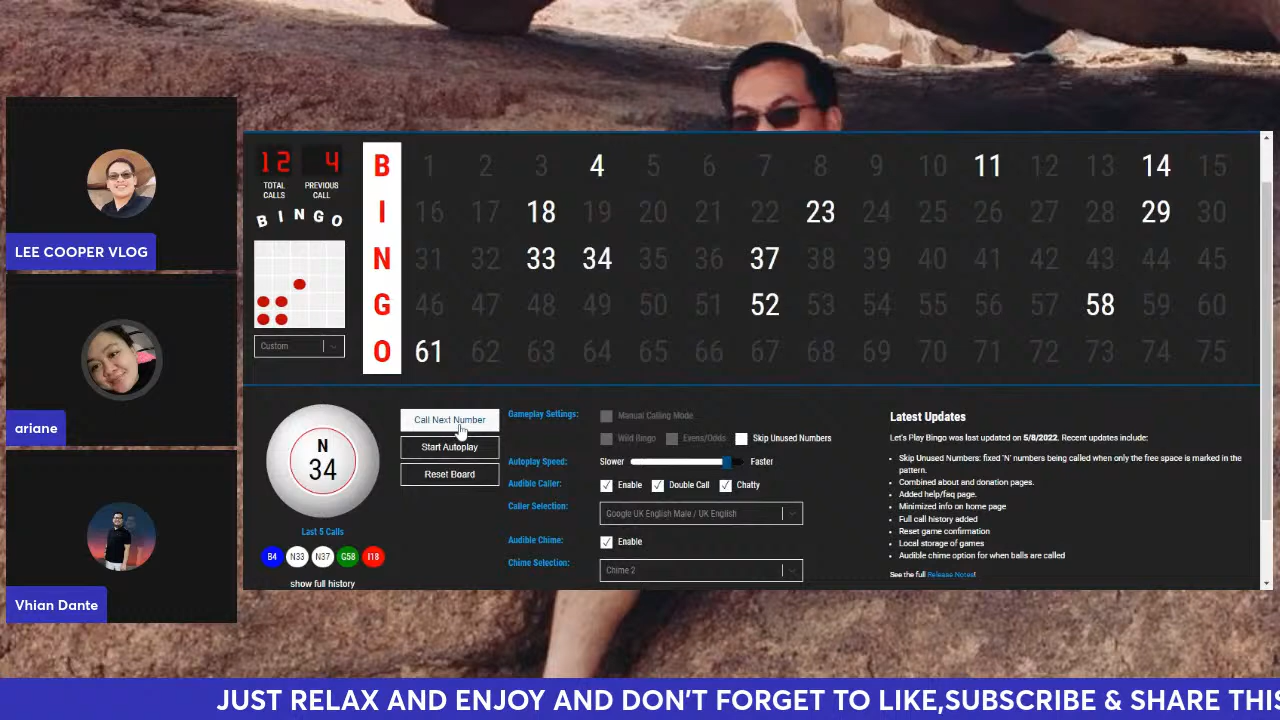 LEE COOPER VLOG
ariane
Vhian Dante
12 4
TOTAL CALLS
PREVIOUS CALL
BINGO
Custom
B 1 2 3 4 5 6 7 8 9 10 11 12 13 14 15
I 16 17 18 19 20 21 22 23 24 25 26 27 28 29 30
N 31 32 33 34 35 36 37 38 39 40 41 42 43 44 45
G 46 47 48 49 50 51 52 53 54 55 56 57 58 59 60
O 61 62 63 64 65 66 67 68 69 70 71 72 73 74 75
N
34
Last 5 Calls
B4 N33 N37 G58 I18
show full history
Call Next Number
Start Autoplay
Reset Board
Gameplay Settings:
Manual Calling Mode
Wild Bingo Evens/Odds Skip Unused Numbers
Autoplay Speed: Slower Faster
Audible Caller: Enable Double Call Chatty
Caller Selection: Google UK English Male / UK English
Audible Chime: Enable
Chime Selection: Chime 2
Latest Updates
Let's Play Bingo was last updated on 5/8/2022. Recent updates include:
Skip Unused Numbers: fixed 'N' numbers being called when only the free space is marked in the
pattern.
Combined about and donation pages.
Added help/faq page.
Minimized info on home page
Full call history added
Reset game confirmation
Local storage of games
Audible chime option for when balls are called
See the full Release Notes!
JUST RELAX AND ENJOY AND DON'T FORGET TO LIKE,SUBSCRIBE & SHARE THIS